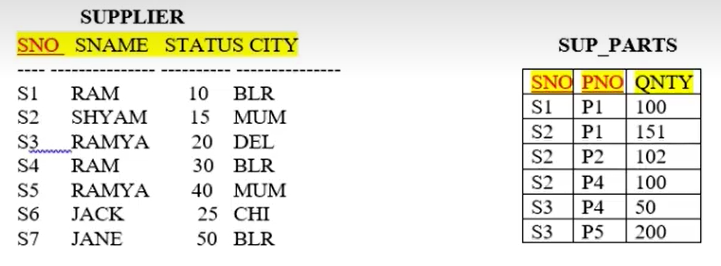 SUPPLIER
SNO SNAME STATUS CITY
---- ---------------- ---------- ---------------
S1 RAM 10 BLR
S2 SHYAM 15 MUM
S3 RAMYA 20 DEL
S4 RAM 30 BLR
S5 RAMYA 40 MUM
S6 JACK 25 CHI
S7 JANE 50 BLR
SUP_PARTS
SNO PNO QNTY
S1 P1 100
S2 P1 151
S2 P2 102
S2 P4 100
S3 P4 50
S3 P5 200